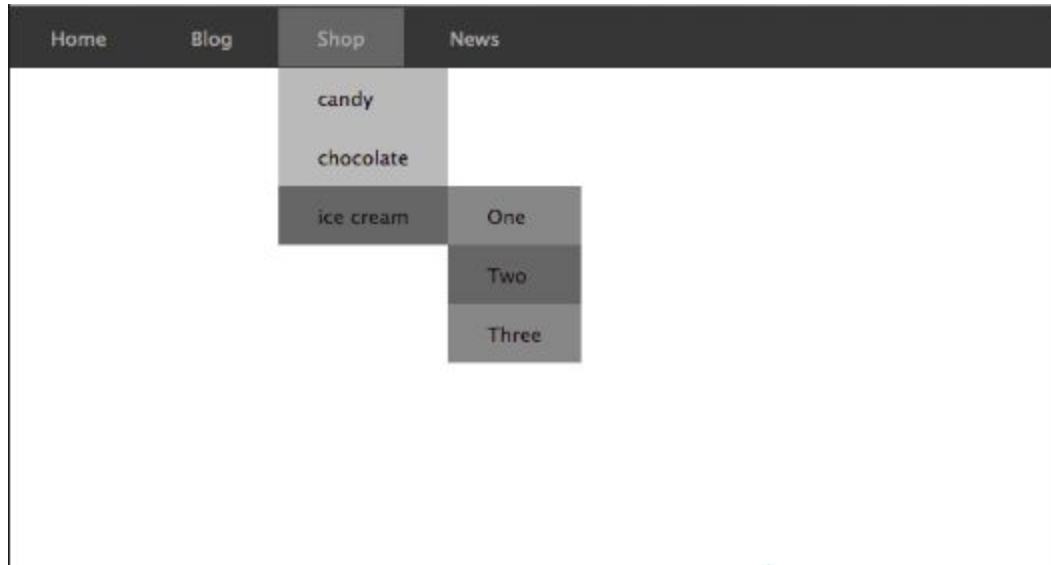 Home Blog Shop News
candy
chocolate
ice cream One
Two
Three